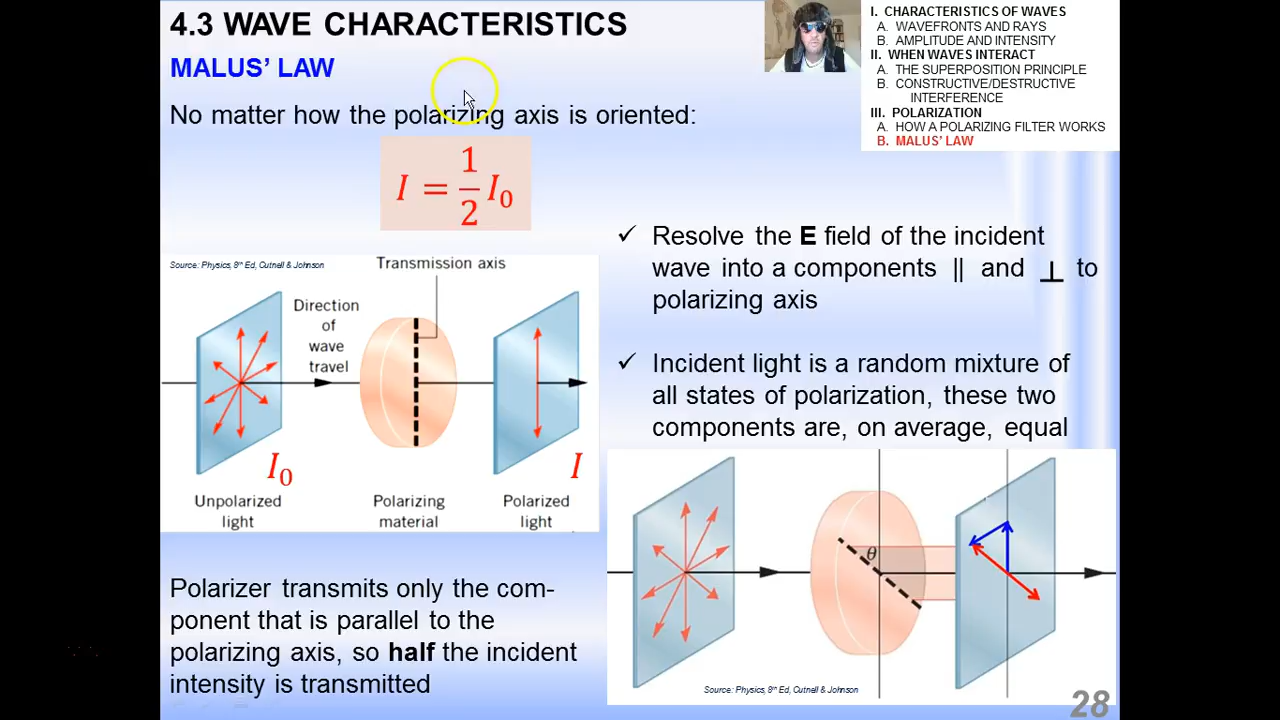 4.3 WAVE CHARACTERISTICS
MALUS’ LAW
No matter how the polarizing axis is oriented:
I = 1/2 I₀
I. CHARACTERISTICS OF WAVES
A. WAVEFRONTS AND RAYS
B. AMPLITUDE AND INTENSITY
II. WHEN WAVES INTERACT
A. THE SUPERPOSITION PRINCIPLE
B. CONSTRUCTIVE/DESTRUCTIVE
INTERFERENCE
III. POLARIZATION
A. HOW A POLARIZING FILTER WORKS
B. MALUS’ LAW
Source: Physics, 8th Ed, Cutnell & Johnson
Transmission axis
Direction
of
wave
travel
I₀
I
Unpolarized
light
Polarizing
material
Polarized
light
Polarizer transmits only the com-
ponent that is parallel to the
polarizing axis, so half the incident
intensity is transmitted
✓ Resolve the E field of the incident
wave into a components || and ⊥ to
polarizing axis
✓ Incident light is a random mixture of
all states of polarization, these two
components are, on average, equal
θ
Source: Physics, 8th Ed, Cutnell & Johnson
28